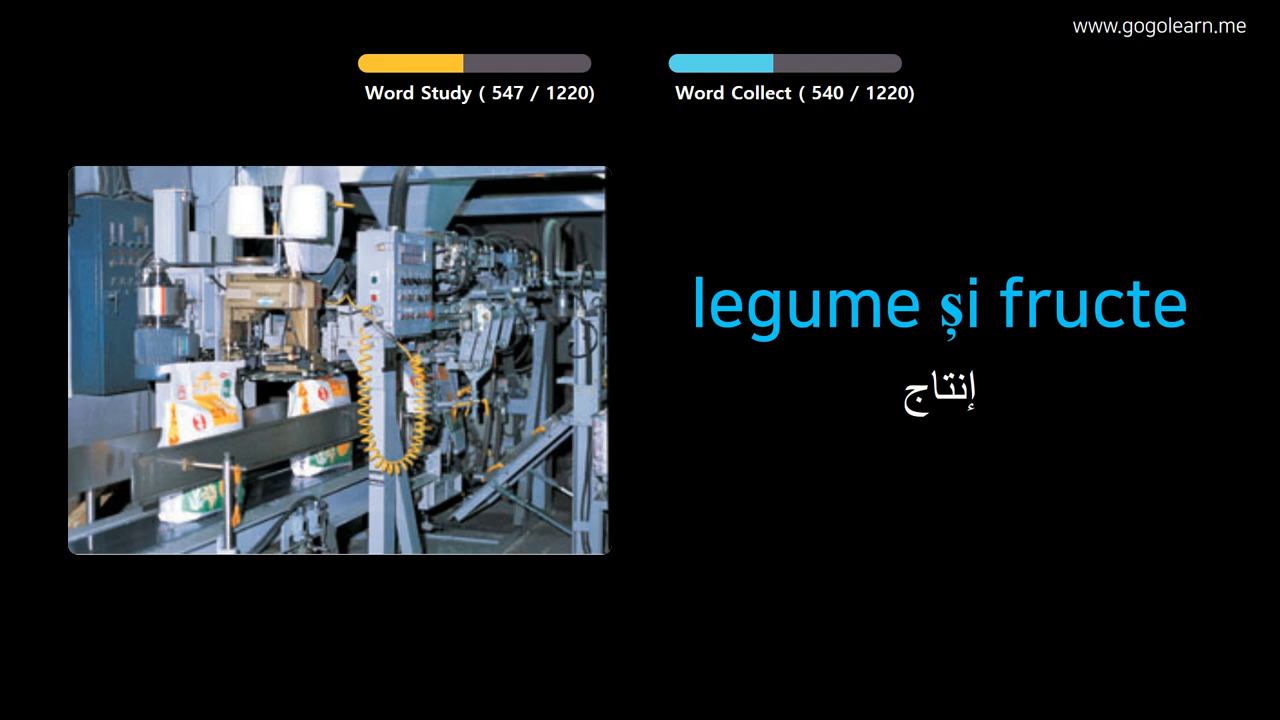 www.gogolearn.me
Word Study ( 547 / 1220)
Word Collect ( 540 / 1220)
legume și fructe
إنتاج